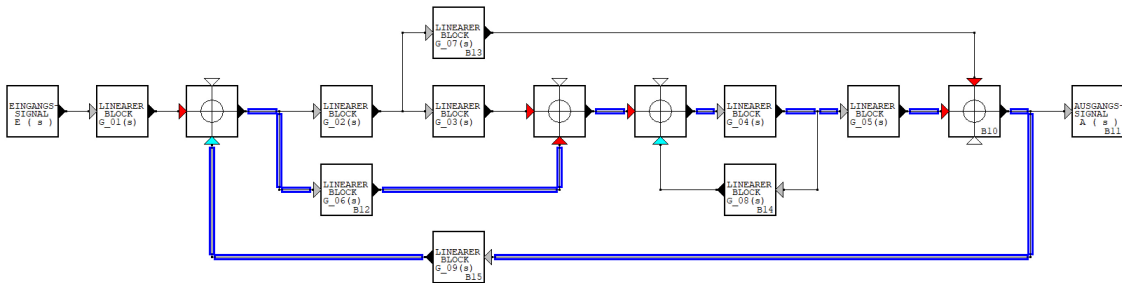 LINEARER
BLOCK
G_07(s)
B13
EINGANGS-
SIGNAL
E ( s )
LINEARER
BLOCK
G_01(s)
LINEARER
BLOCK
G_02(s)
LINEARER
BLOCK
G_03(s)
LINEARER
BLOCK
G_04(s)
LINEARER
BLOCK
G_05(s)
B10
AUSGANGS-
SIGNAL
A ( s )
B11
LINEARER
BLOCK
G_06(s)
B12
LINEARER
BLOCK
G_08(s)
B14
LINEARER
BLOCK
G_09(s)
B15